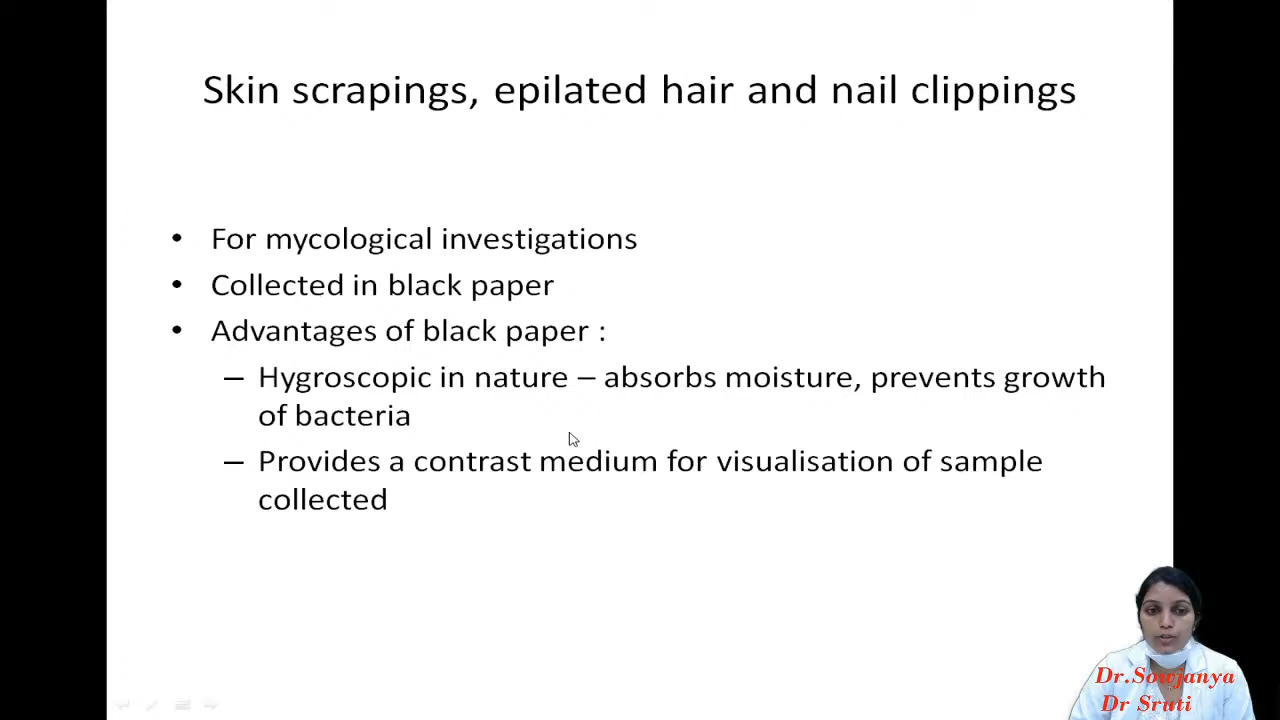 Skin scrapings, epilated hair and nail clippings
• For mycological investigations
• Collected in black paper
• Advantages of black paper :
– Hygroscopic in nature – absorbs moisture, prevents growth
of bacteria
– Provides a contrast medium for visualisation of sample
collected
Dr.Sowjanya
Dr Sruti